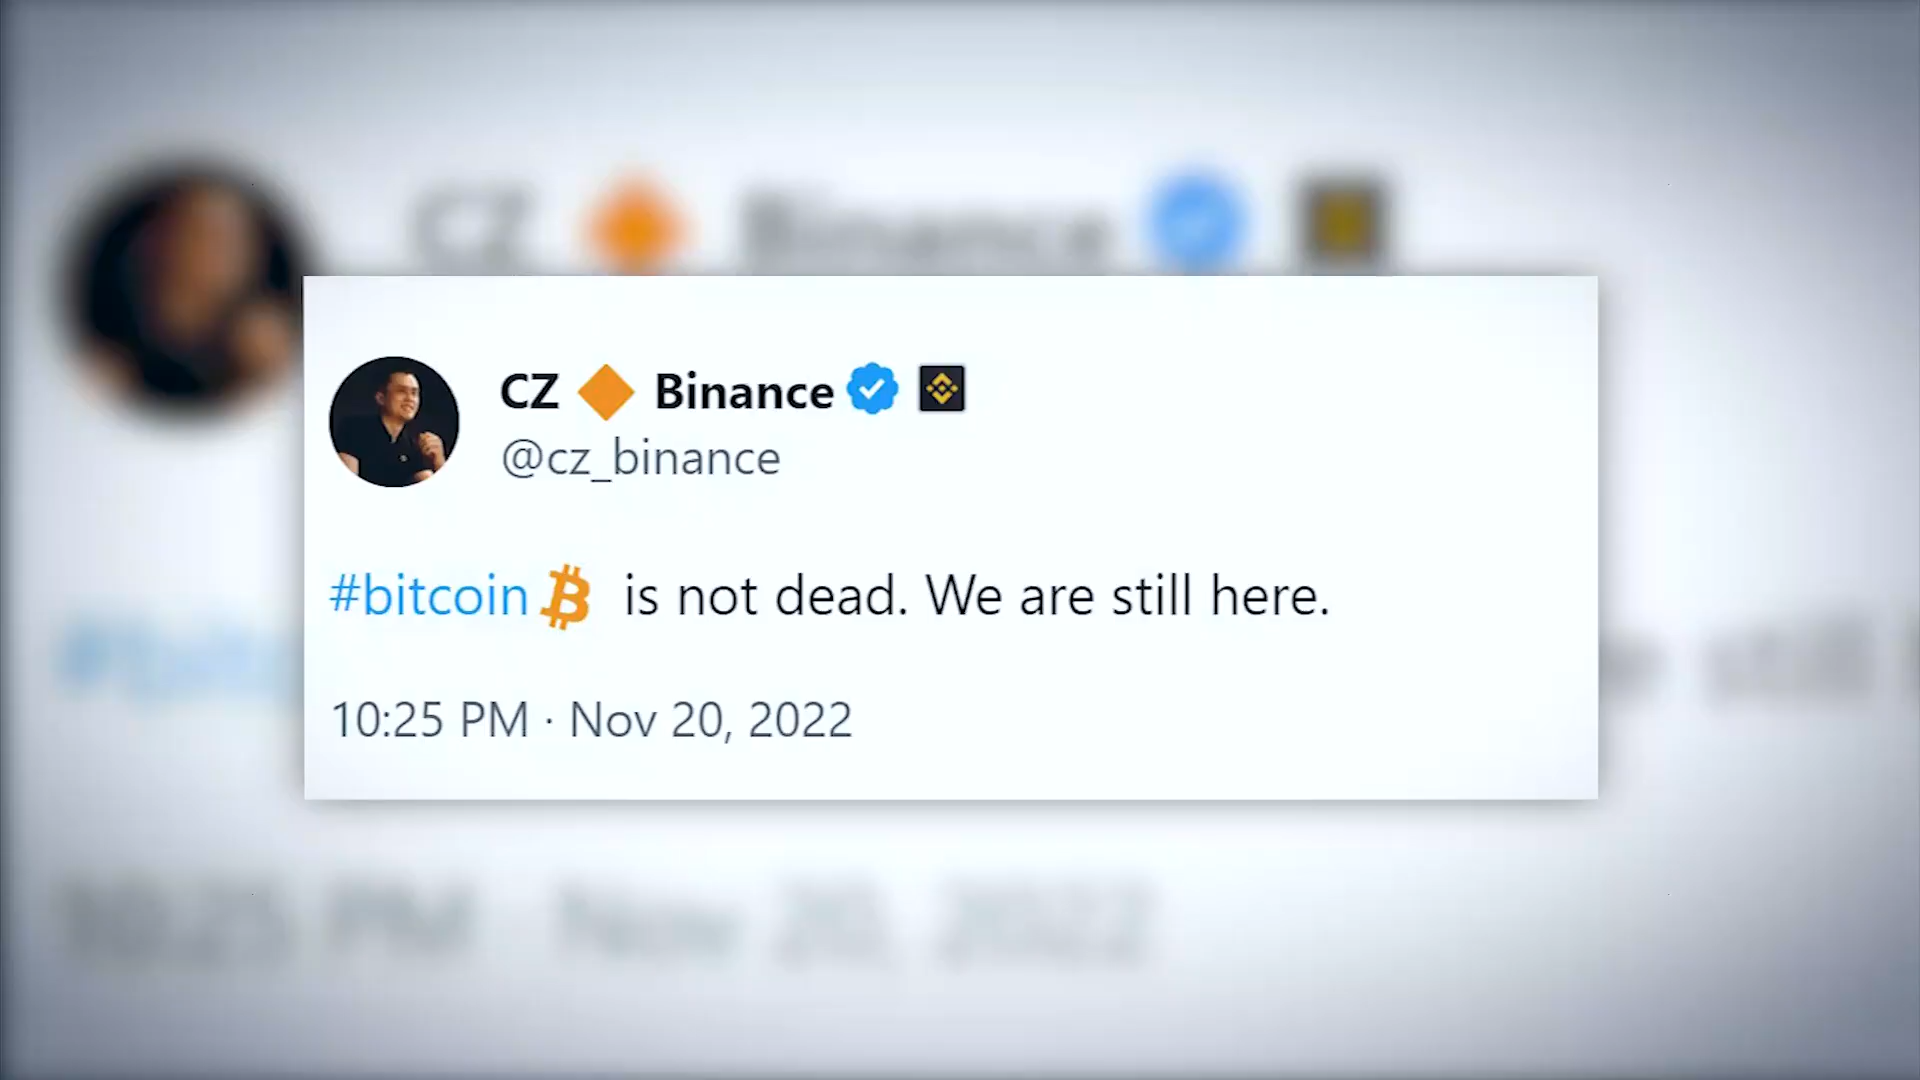 CZ 🔶 Binance
@cz_binance
#bitcoin is not dead. We are still here.
10:25 PM · Nov 20, 2022